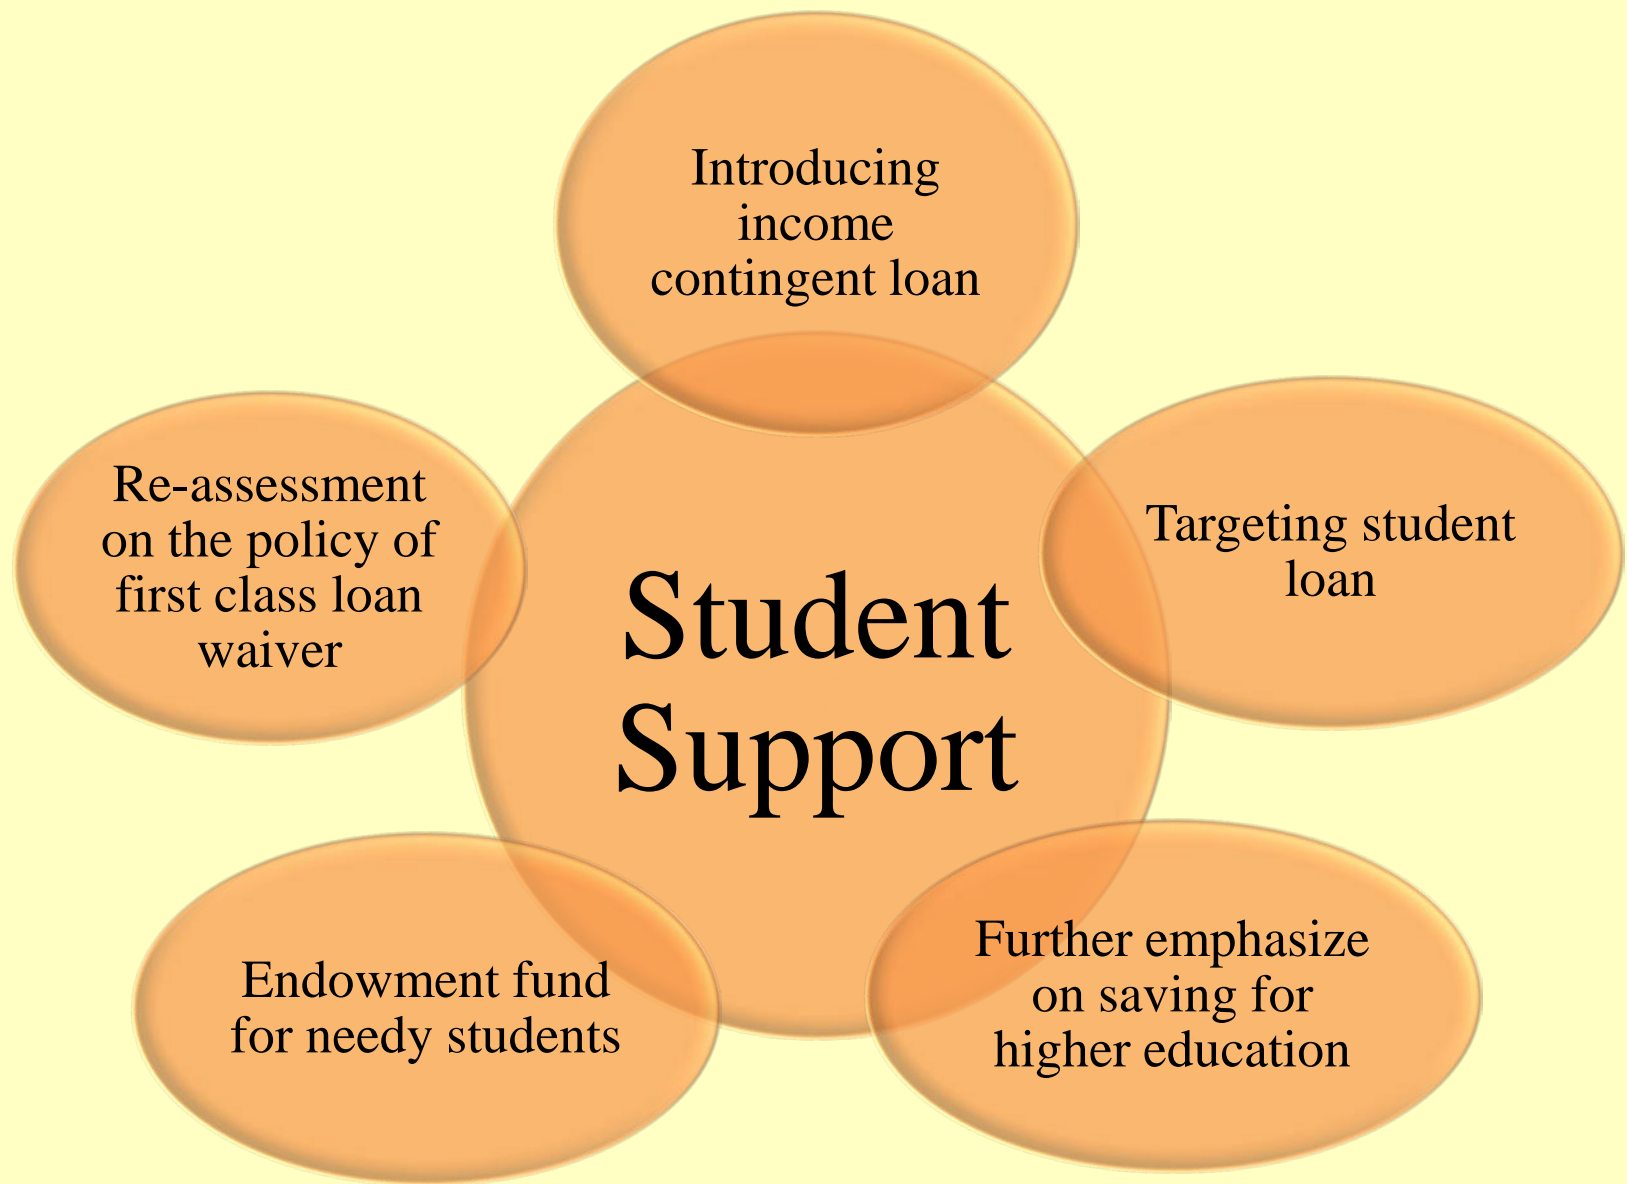 Introducing
income
contingent loan
Targeting student
loan
Further emphasize
on saving for
higher education
Endowment fund
for needy students
Re-assessment
on the policy of
first class loan
waiver
Student
Support